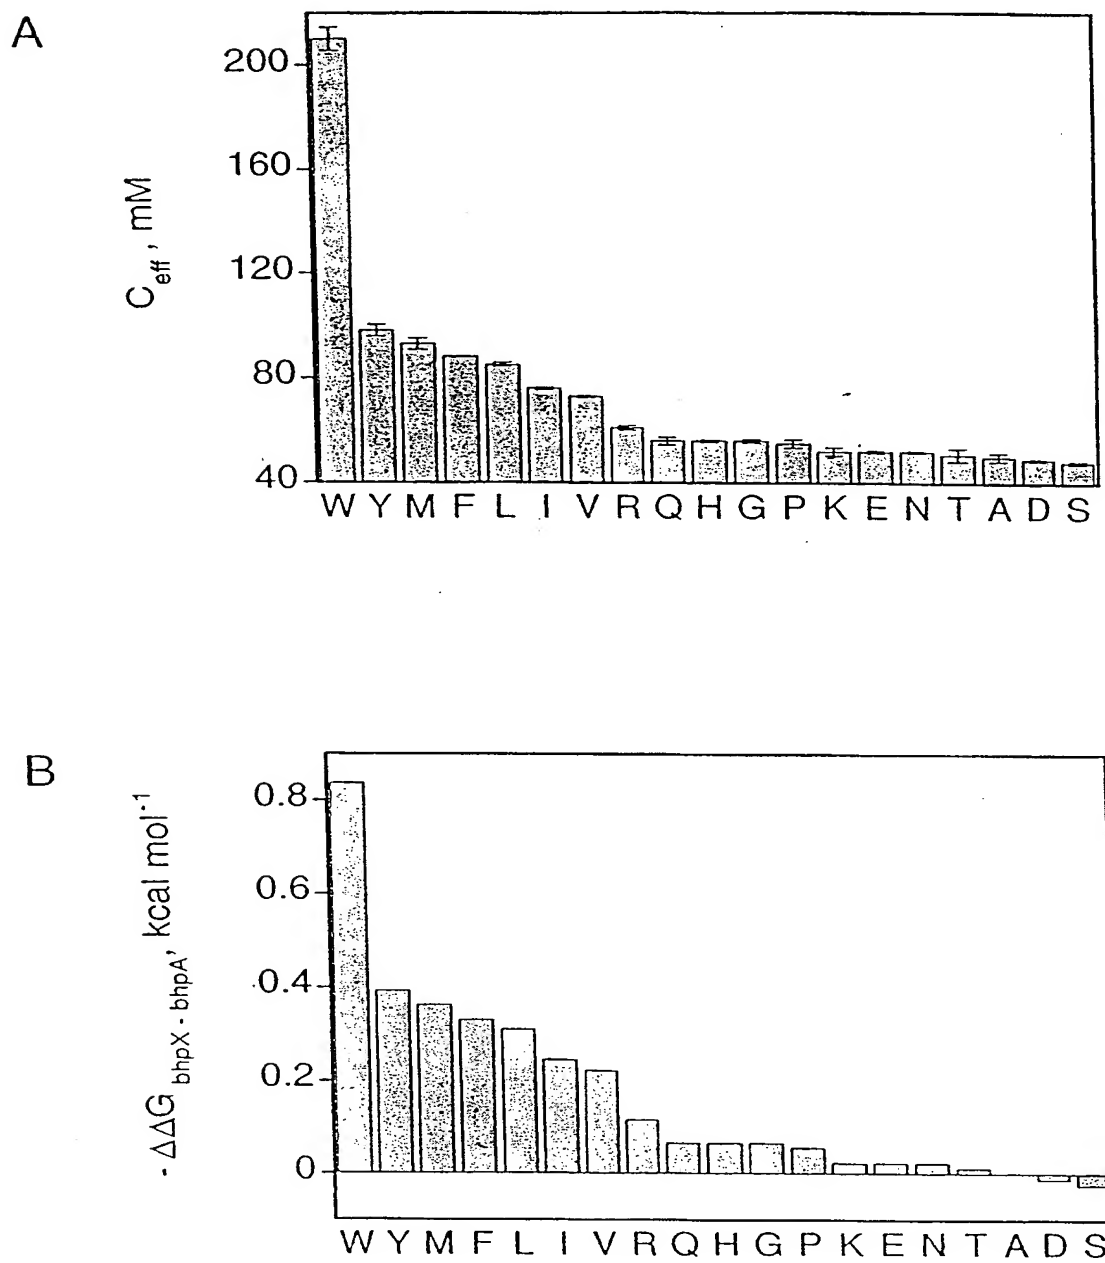 A
200
160
120
80
40
C_eff, mM
W Y M F L I V R Q H G P K E N T A D S
B
0.8
0.6
0.4
0.2
0
- ΔΔG_bhpX - bhpA, kcal mol⁻¹
W Y M F L I V R Q H G P K E N T A D S